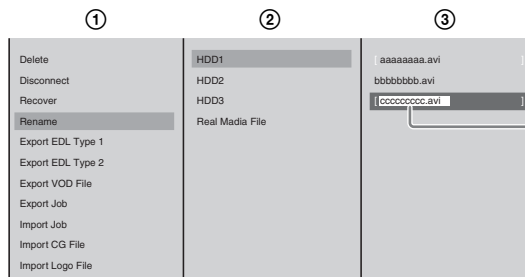 ① ② ③
Delete
Disconnect
Recover
Rename
Export EDL Type 1
Export EDL Type 2
Export VOD File
Export Job
Import Job
Import CG File
Import Logo File
HDD1
HDD2
HDD3
Real Madia File
[ aaaaaaaa.avi ]
bbbbbbbb.avi
[ ccccccccc.avi ]